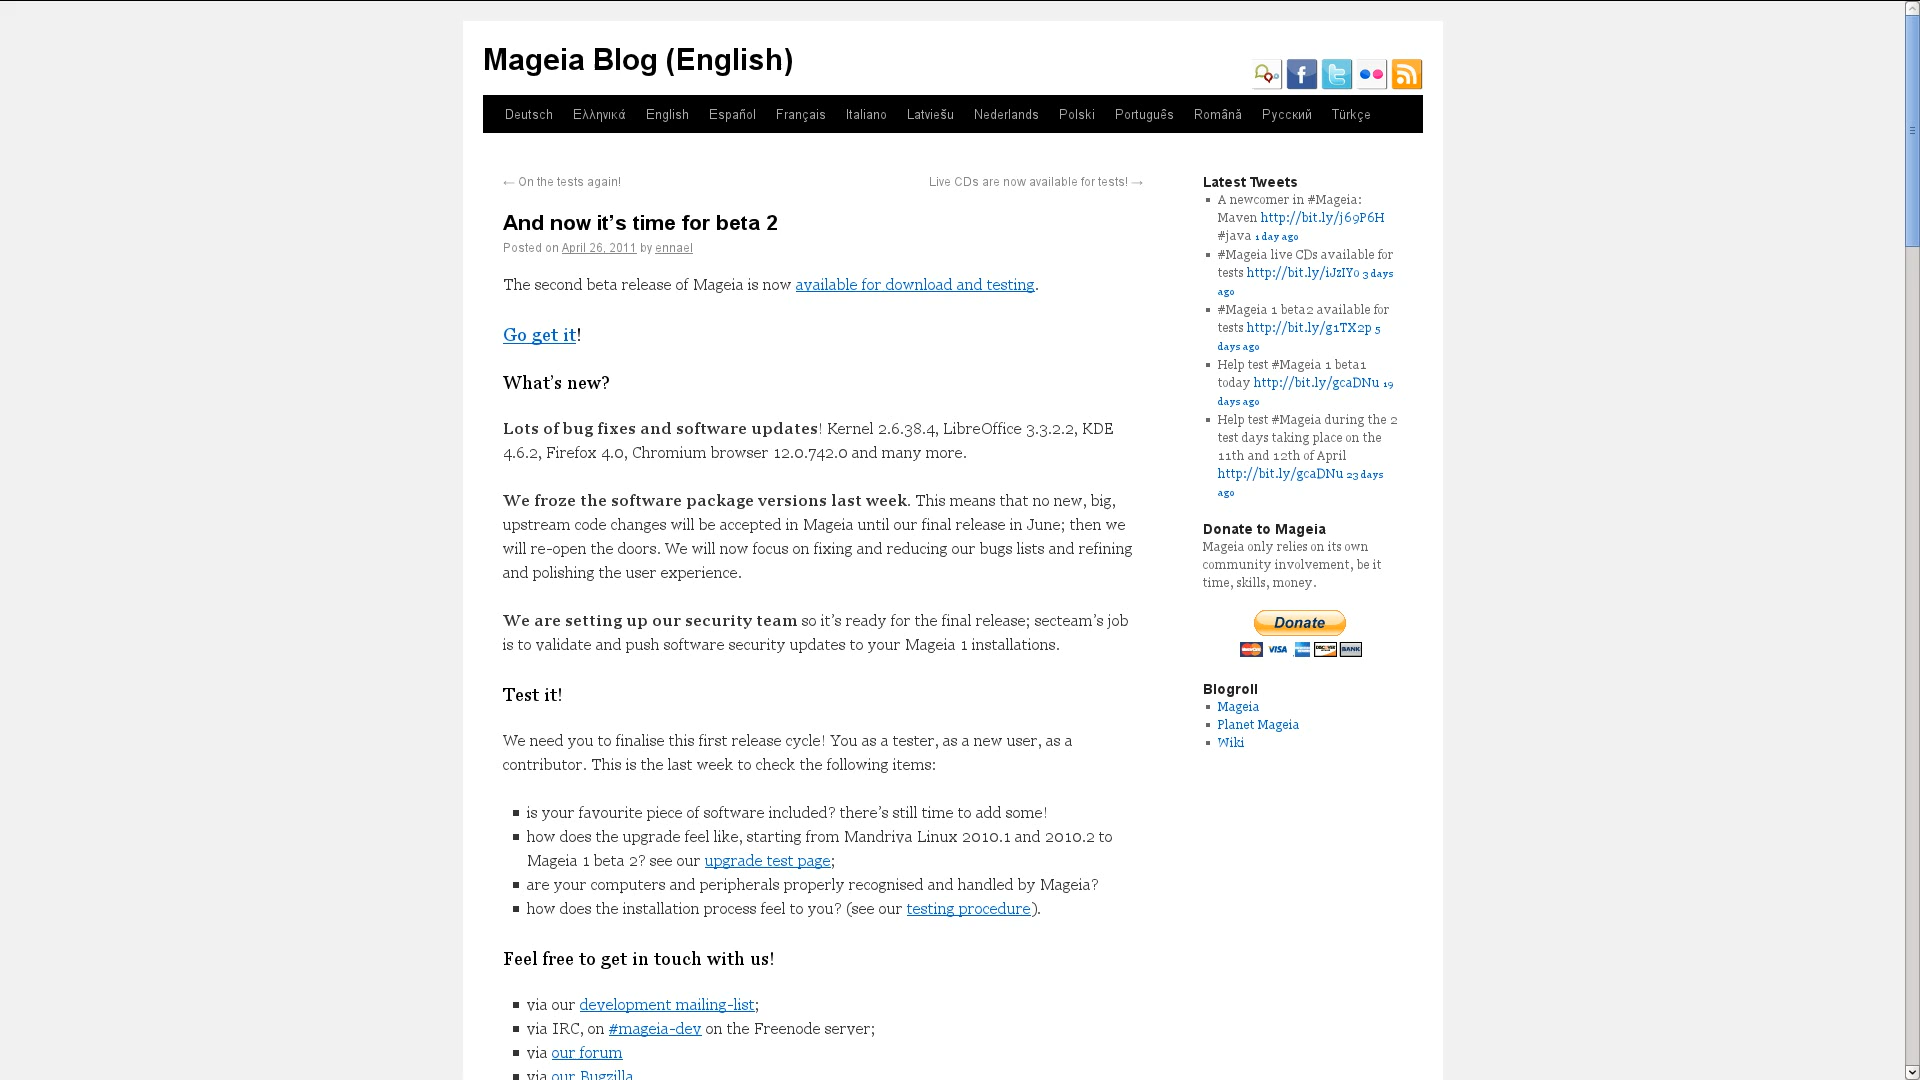 Mageia Blog (English)
Deutsch Ελληνικά English Español Français Italiano Latviešu Nederlands Polski Português Română Русский Türkçe
← On the tests again!
Live CDs are now available for tests! →
And now it’s time for beta 2
Posted on April 26, 2011 by ennael
The second beta release of Mageia is now available for download and testing.
Go get it!
What’s new?
Lots of bug fixes and software updates! Kernel 2.6.38.4, LibreOffice 3.3.2.2, KDE
4.6.2, Firefox 4.0, Chromium browser 12.0.742.0 and many more.
We froze the software package versions last week. This means that no new, big,
upstream code changes will be accepted in Mageia until our final release in June; then we
will re-open the doors. We will now focus on fixing and reducing our bugs lists and refining
and polishing the user experience.
We are setting up our security team so it’s ready for the final release; secteam’s job
is to validate and push software security updates to your Mageia 1 installations.
Test it!
We need you to finalise this first release cycle! You as a tester, as a new user, as a
contributor. This is the last week to check the following items:
is your favourite piece of software included? there’s still time to add some!
how does the upgrade feel like, starting from Mandriva Linux 2010.1 and 2010.2 to
Mageia 1 beta 2? see our upgrade test page;
are your computers and peripherals properly recognised and handled by Mageia?
how does the installation process feel to you? (see our testing procedure).
Feel free to get in touch with us!
via our development mailing-list;
via IRC, on #mageia-dev on the Freenode server;
via our forum
via our Bugzilla
Latest Tweets
A newcomer in #Mageia:
Maven http://bit.ly/j69P6H
#java 1 day ago
#Mageia live CDs available for
tests http://bit.ly/iJzIYo 3 days
ago
#Mageia 1 beta2 available for
tests http://bit.ly/g1TX2p 5
days ago
Help test #Mageia 1 beta1
today http://bit.ly/gcaDNu 19
days ago
Help test #Mageia during the 2
test days taking place on the
11th and 12th of April
http://bit.ly/gcaDNu 23 days
ago
Donate to Mageia
Mageia only relies on its own
community involvement, be it
time, skills, money.
Donate
VISA
DISCOVER
BANK
Blogroll
Mageia
Planet Mageia
Wiki